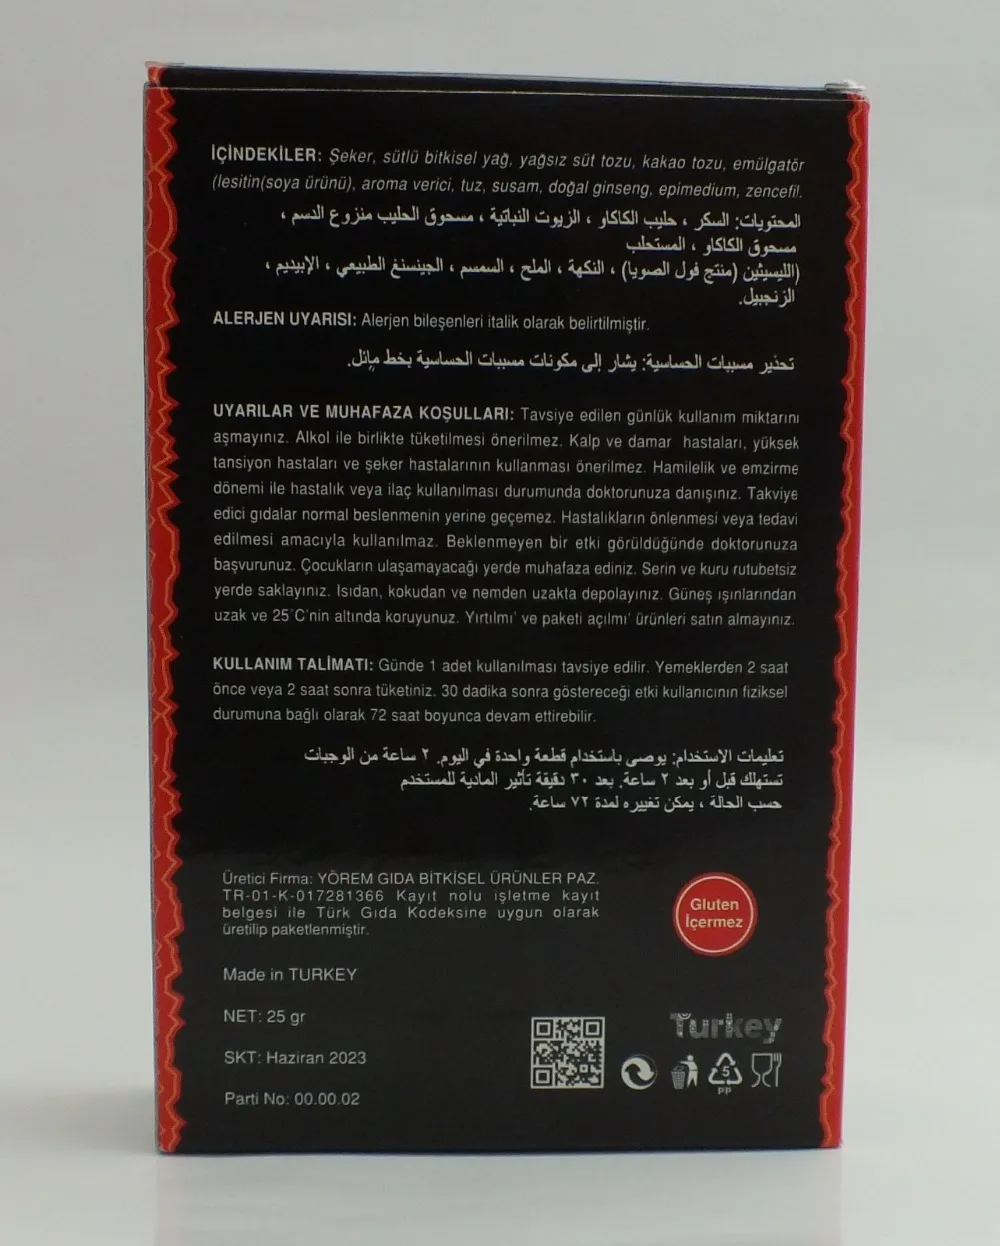 İÇİNDEKİLER: Şeker, sütlü bitkisel yağ, yağsız süt tozu, kakao tozu, emülgatör
(lesitin(soya ürünü), aroma verici, tuz, susam, doğal ginseng, epimedium, zencefil.
المحتويات: السكر ، حليب الكاكاو ، الزيوت النباتية ، مسحوق الحليب منزوع الدسم ،
مسحوق الكاكاو ، المستحلب
(الليسيثين (منتج فول الصويا) ، النكهة ، الملح ، السمسم ، الجينسنغ الطبيعي ، الإبيديم ،
الزنجبيل.
ALERJEN UYARISI: Alerjen bileşenleri italik olarak belirtilmiştir.
تحذير مسببات الحساسية: يشار إلى مكونات مسببات الحساسية بخط مائل.
UYARILAR VE MUHAFAZA KOŞULLARI: Tavsiye edilen günlük kullanım miktarını
aşmayınız. Alkol ile birlikte tüketilmesi önerilmez. Kalp ve damar hastaları, yüksek
tansiyon hastaları ve şeker hastalarının kullanması önerilmez. Hamilelik ve emzirme
dönemi ile hastalık veya ilaç kullanılması durumunda doktorunuza danışınız. Takviye
edici gıdalar normal beslenmenin yerine geçemez. Hastalıkların önlenmesi veya tedavi
edilmesi amacıyla kullanılmaz. Beklenmeyen bir etki görüldüğünde doktorunuza
başvurunuz. Çocukların ulaşamayacağı yerde muhafaza ediniz. Serin ve kuru rutubetsiz
yerde saklayınız. Isıdan, kokudan ve nemden uzakta depolayınız. Güneş ışınlarından
uzak ve 25°C'nin altında koruyunuz. Yırtılmı' ve paketi açılmı' ürünleri satın almayınız.
KULLANIM TALİMATI: Günde 1 adet kullanılması tavsiye edilir. Yemeklerden 2 saat
önce veya 2 saat sonra tüketiniz. 30 dadika sonra göstereceği etki kullanıcının fiziksel
durumuna bağlı olarak 72 saat boyunca devam ettirebilir.
تعليمات الاستخدام: يوصى باستخدام قطعة واحدة في اليوم. ٢ ساعة من الوجبات
تستهلك قبل أو بعد ٢ ساعة. بعد ٣٠ دقيقة تأثير المادية للمستخدم
حسب الحالة ، يمكن تغييره لمدة ٧٢ ساعة.
Üretici Firma: YÖREM GIDA BİTKİSEL ÜRÜNLER PAZ.
TR-01-K-017281366 Kayıt nolu işletme kayıt
belgesi ile Türk Gıda Kodeksine uygun olarak
üretilip paketlenmiştir.
Gluten
İçermez
Made in TURKEY
NET: 25 gr
SKT: Haziran 2023
Parti No: 00.00.02
Turkey
5
PP